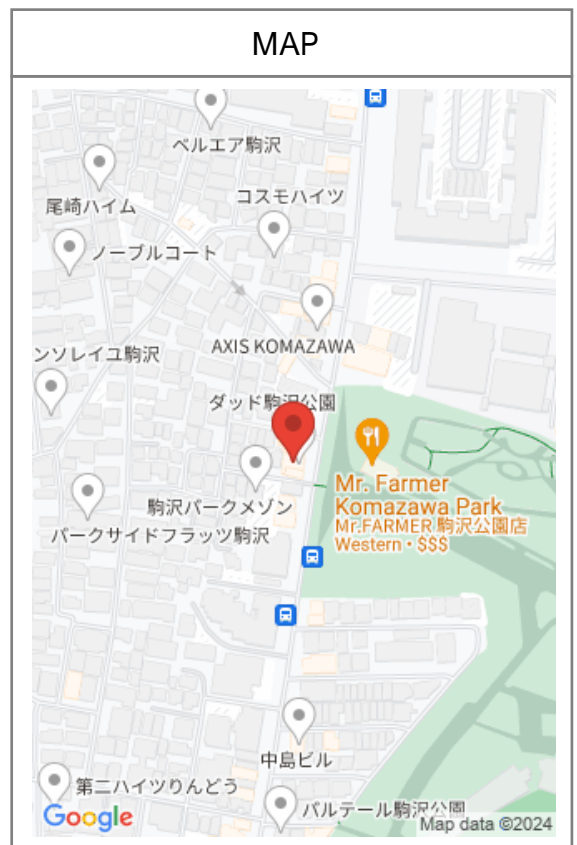 MAP
ベルエア駒沢
尾崎ハイム
コスモハイツ
ノーブルコート
AXIS KOMAZAWA
ンソレイユ駒沢
ダッド駒沢公園
Mr. Farmer
Komazawa Park
Mr.FARMER 駒沢公園店
Western • $$$
駒沢パークメゾン
パークサイドフラッツ駒沢
中島ビル
第二ハイツりんどう
パルテール駒沢公園
Google
Map data ©2024